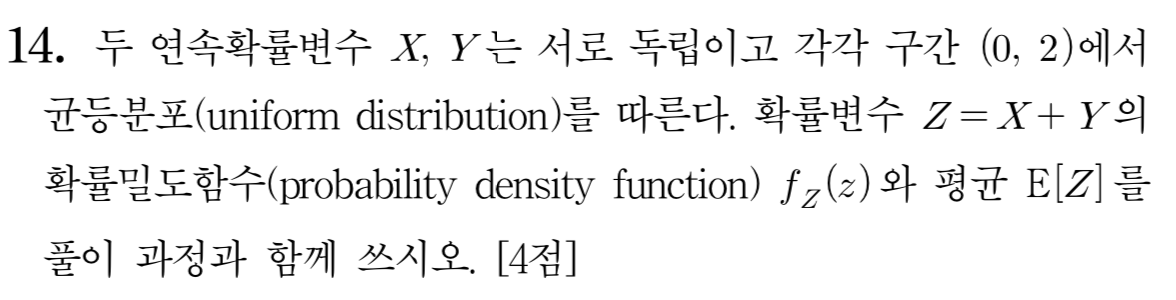 14. 두 연속확률변수 X, Y는 서로 독립이고 각각 구간 (0, 2)에서
균등분포(uniform distribution)를 따른다. 확률변수 Z = X + Y의
확률밀도함수(probability density function) f_Z(z)와 평균 E[Z]를
풀이 과정과 함께 쓰시오. [4점]